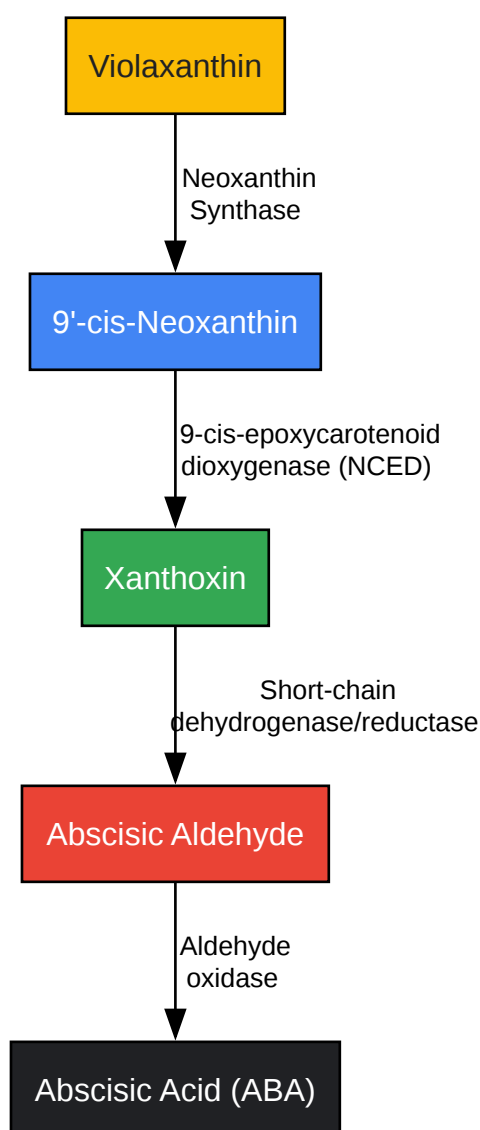 Violaxanthin
Neoxanthin
Synthase
9'-cis-Neoxanthin
9-cis-epoxycarotenoid
dioxygenase (NCED)
Xanthoxin
Short-chain
dehydrogenase/reductase
Abscisic Aldehyde
Aldehyde
oxidase
Abscisic Acid (ABA)